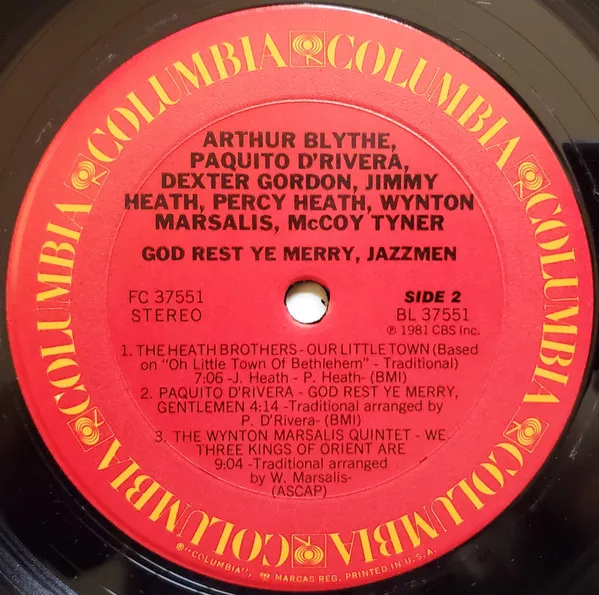 COLUMBIA COLUMBIA COLUMBIA COLUMBIA COLUMBIA COLUMBIA
ARTHUR BLYTHE,
PAQUITO D'RIVERA,
DEXTER GORDON, JIMMY
HEATH, PERCY HEATH, WYNTON
MARSALIS, McCOY TYNER
GOD REST YE MERRY, JAZZMEN
FC 37551 SIDE 2
STEREO BL 37551
℗ 1981 CBS Inc.
1. THE HEATH BROTHERS - OUR LITTLE TOWN (Based
on "Oh Little Town Of Bethlehem" - Traditional)
7:06 -J. Heath - P. Heath- (BMI)
2. PAQUITO D'RIVERA - GOD REST YE MERRY,
GENTLEMEN 4:14 -Traditional arranged by
P. D'Rivera- (BMI)
3. THE WYNTON MARSALIS QUINTET - WE
THREE KINGS OF ORIENT ARE
9:04 -Traditional arranged
by W. Marsalis-
(ASCAP)
®"COLUMBIA", MARCAS REG. PRINTED IN U.S.A.